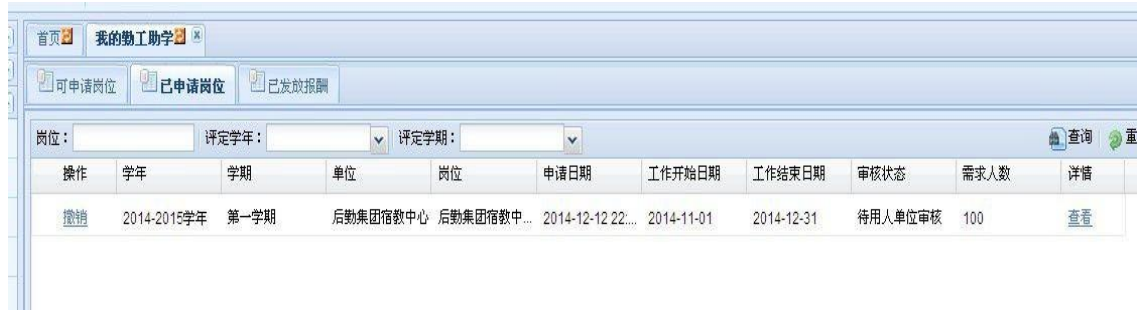 首页 我的勤工助学
可申请岗位 已申请岗位 已发放报酬
岗位： 评定学年： 评定学期： 查询 重
操作 学年 学期 单位 岗位 申请日期 工作开始日期 工作结束日期 审核状态 需求人数 详情
撤销 2014-2015学年 第一学期 后勤集团宿教中心 后勤集团宿教中... 2014-12-12 22:... 2014-11-01 2014-12-31 待用人单位审核 100 查看